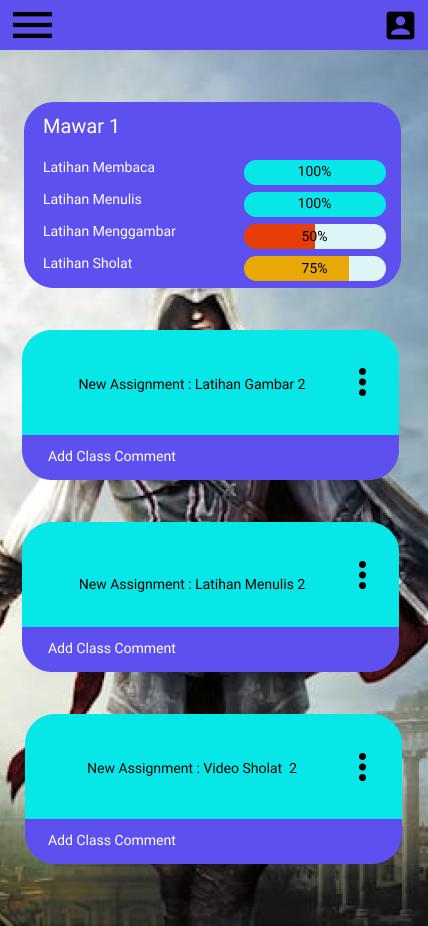 Mawar 1
Latihan Membaca 100%
Latihan Menulis 100%
Latihan Menggambar 50%
Latihan Sholat 75%
New Assignment : Latihan Gambar 2
Add Class Comment
New Assignment : Latihan Menulis 2
Add Class Comment
New Assignment : Video Sholat  2
Add Class Comment